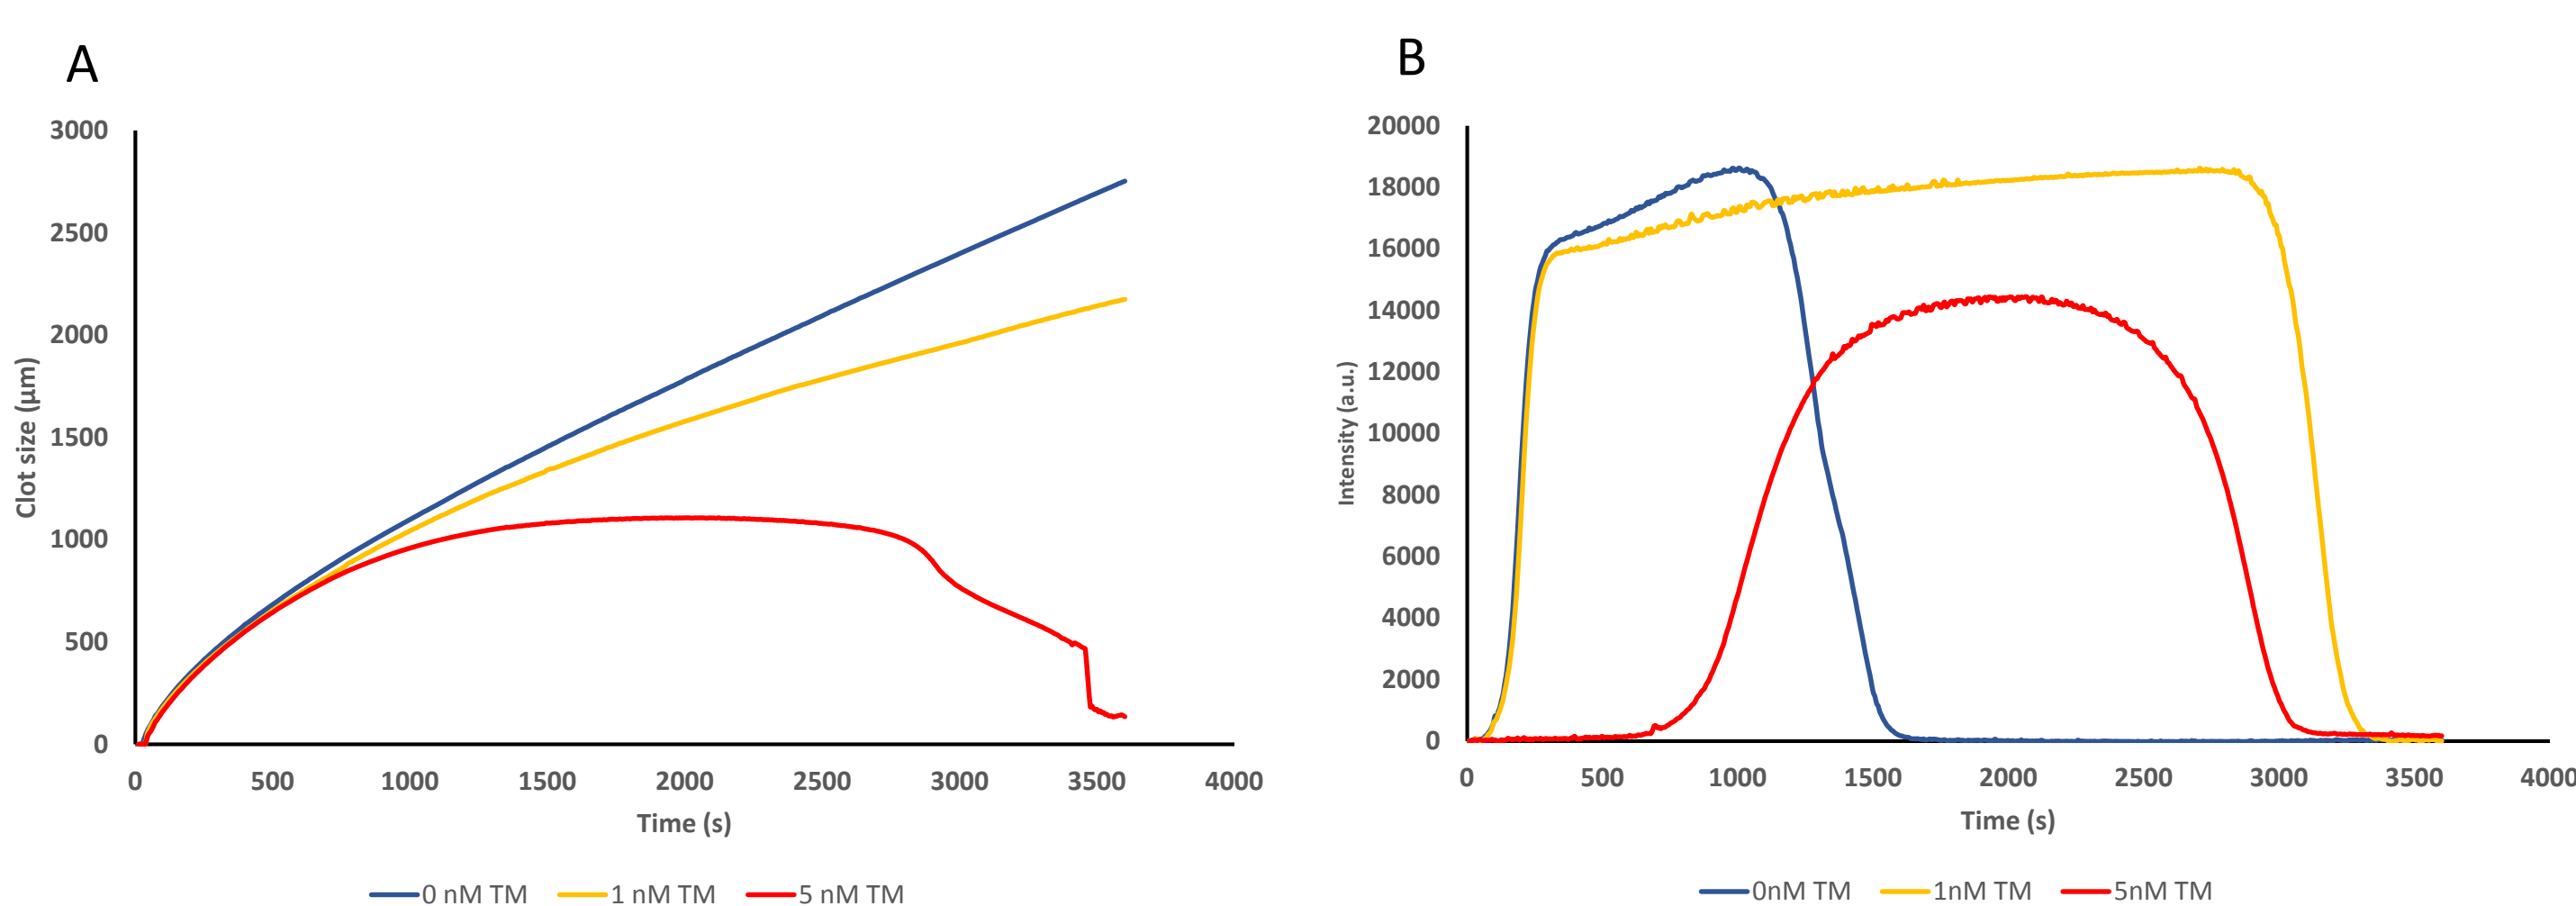 A
3000
2500
2000
1500
1000
500
0
Clot size (µm)
0 500 1000 1500 2000 2500 3000 3500 4000
Time (s)
0 nM TM 1 nM TM 5 nM TM
B
20000
18000
16000
14000
12000
10000
8000
6000
4000
2000
0
Intensity (a.u.)
0 500 1000 1500 2000 2500 3000 3500 4000
Time (s)
0nM TM 1nM TM 5nM TM